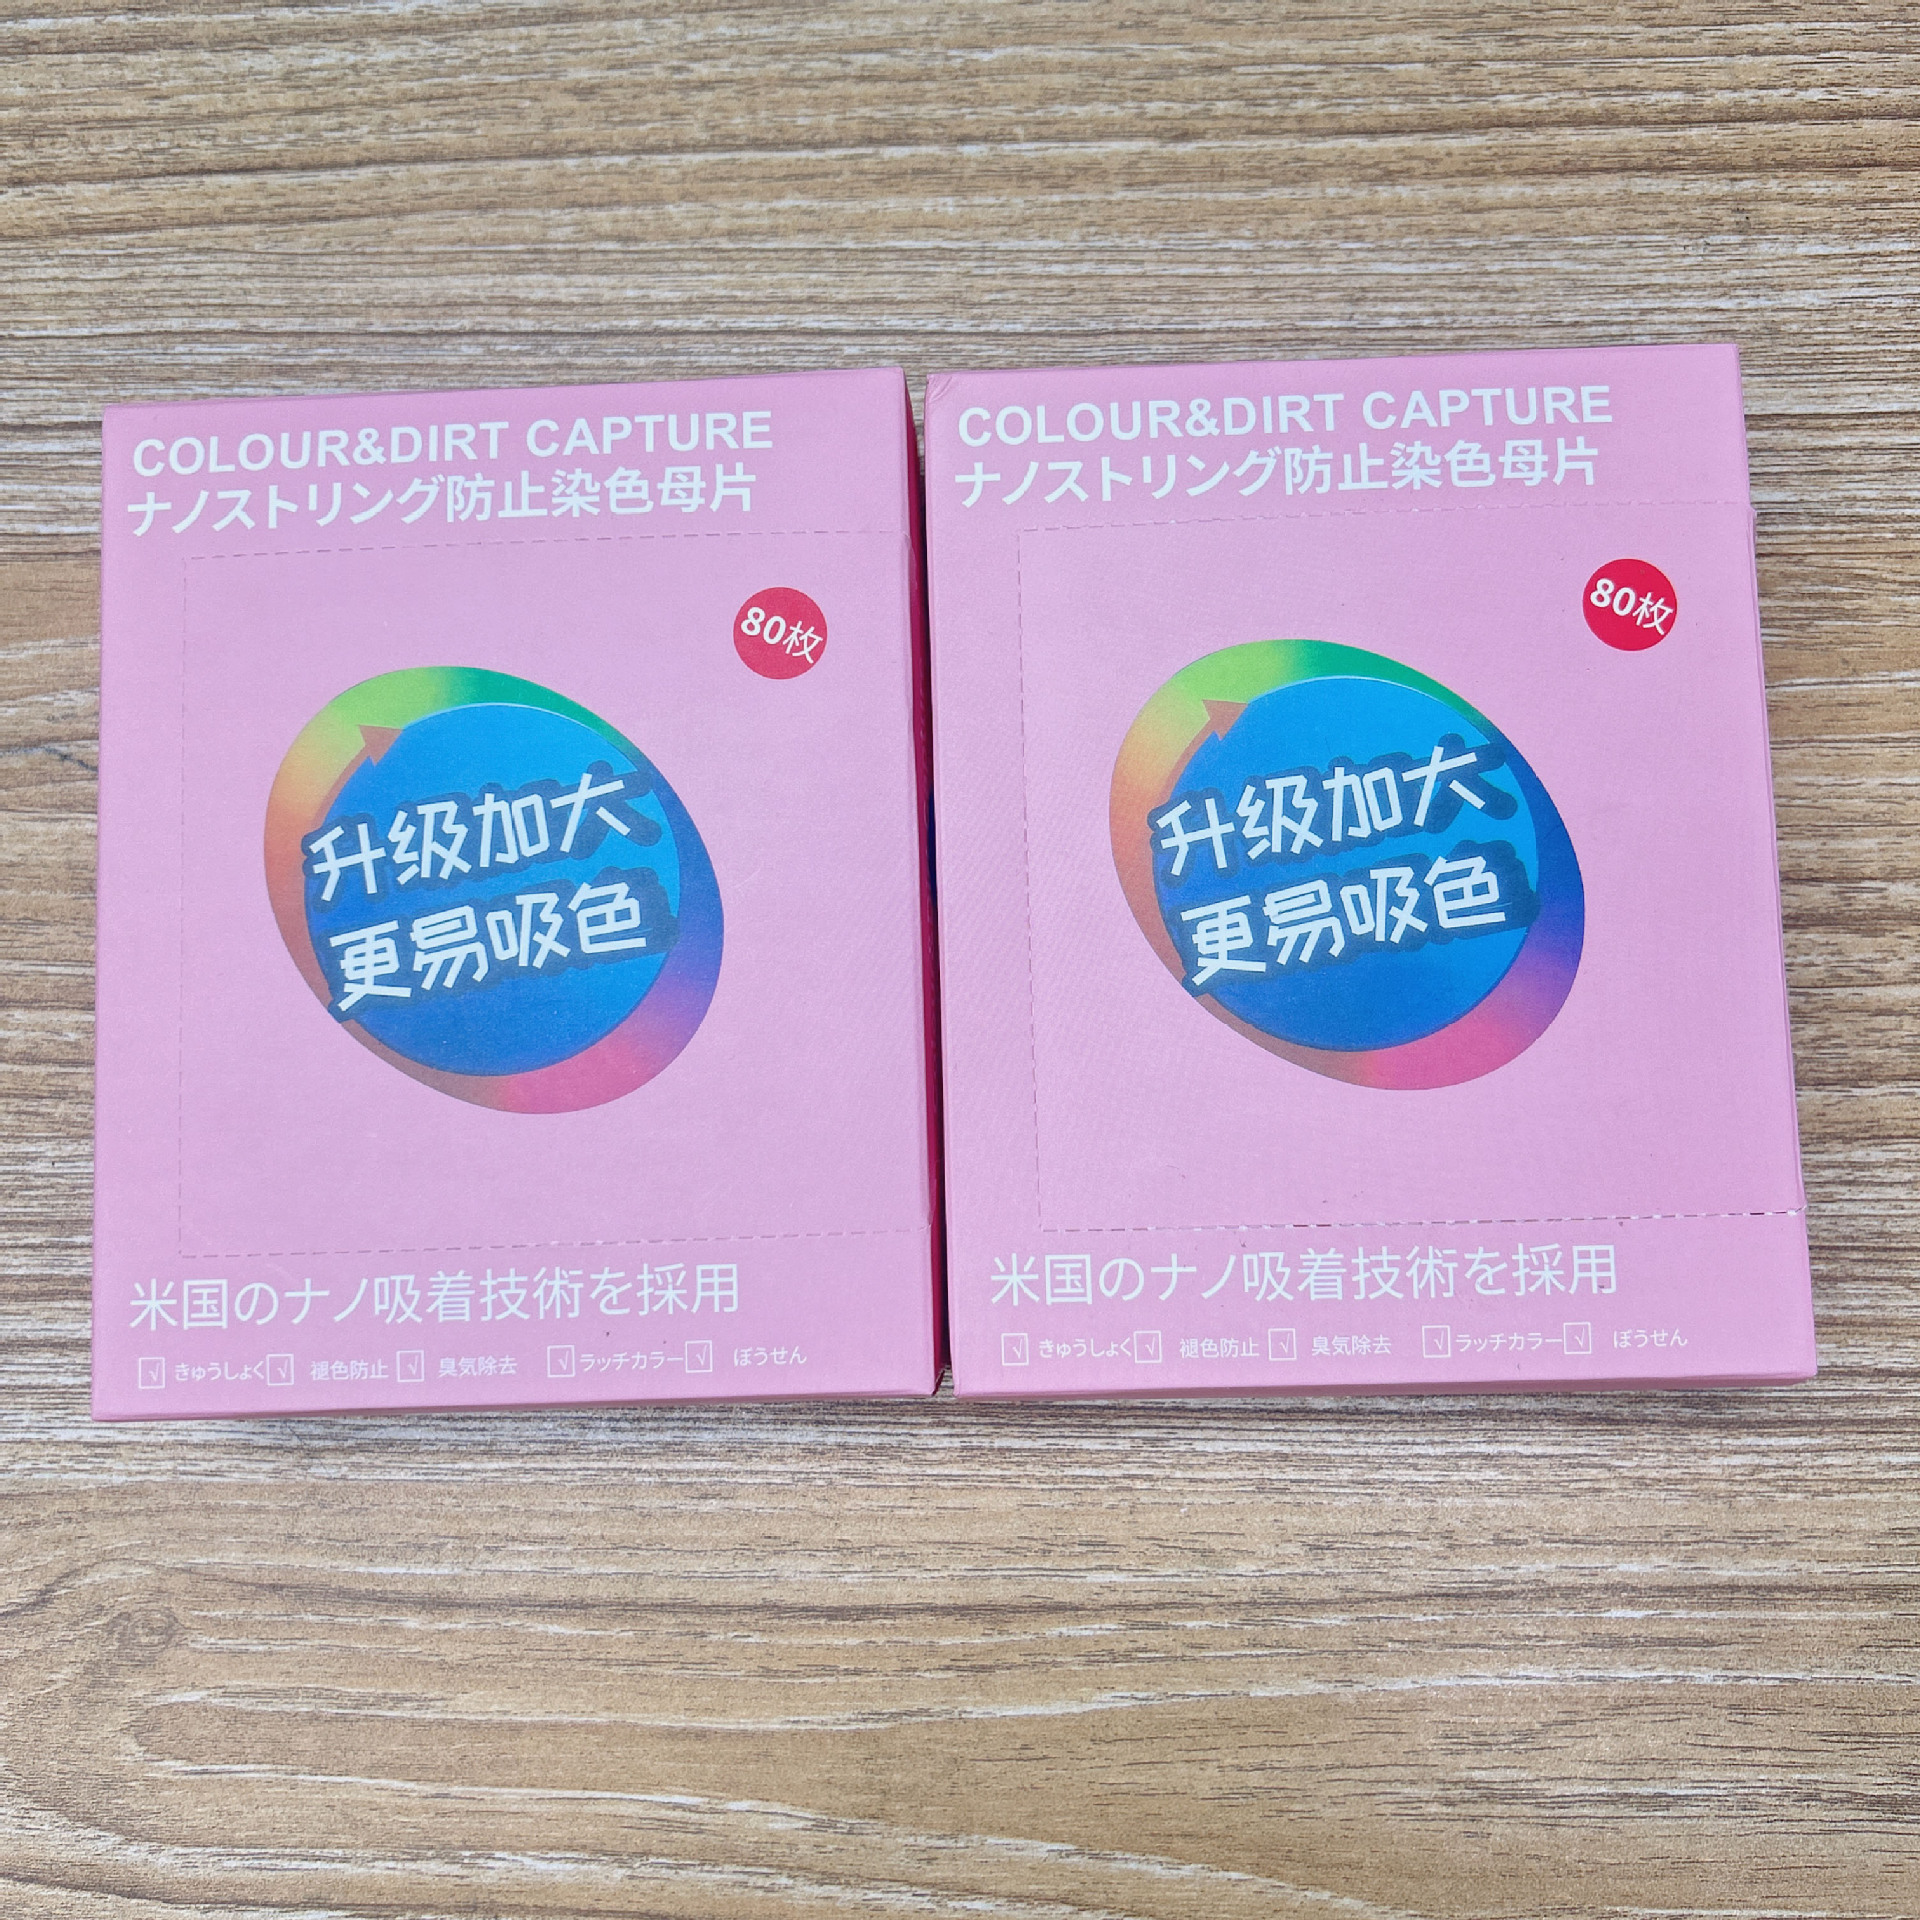 COLOUR&DIRT CAPTURE
ナノストリング防止染色母片
80枚
升级加大
更易吸色
米国のナノ吸着技術を採用
√ きゅうしょく √ 褪色防止 √ 臭気除去 √ ラッチカラー √ ぼうせん
COLOUR&DIRT CAPTURE
ナノストリング防止染色母片
80枚
升级加大
更易吸色
米国のナノ吸着技術を採用
√ きゅうしょく √ 褪色防止 √ 臭気除去 √ ラッチカラー √ ぼうせん